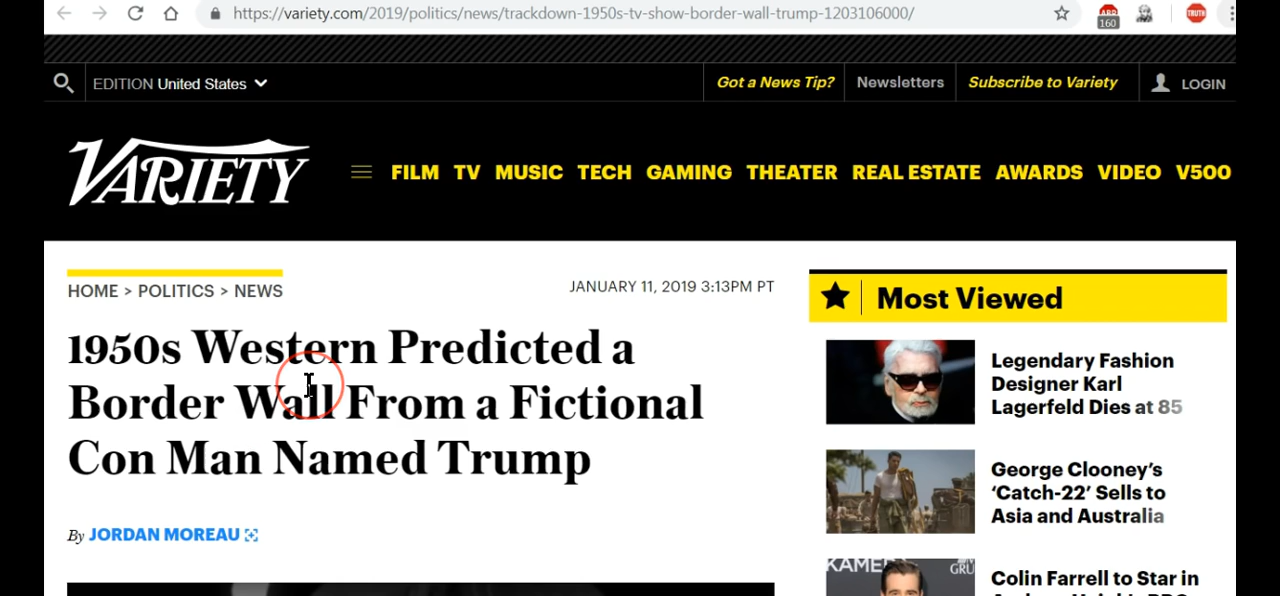 https://variety.com/2019/politics/news/trackdown-1950s-tv-show-border-wall-trump-1203106000/
160
TRUTH
EDITION United States
Got a News Tip?
Newsletters
Subscribe to Variety
LOGIN
VARIETY
FILM TV MUSIC TECH GAMING THEATER REAL ESTATE AWARDS VIDEO V500
HOME > POLITICS > NEWS
JANUARY 11, 2019 3:13PM PT
1950s Western Predicted a
Border Wall From a Fictional
Con Man Named Trump
By JORDAN MOREAU
Most Viewed
Legendary Fashion
Designer Karl
Lagerfeld Dies at 85
George Clooney's
'Catch-22' Sells to
Asia and Australia
Colin Farrell to Star in